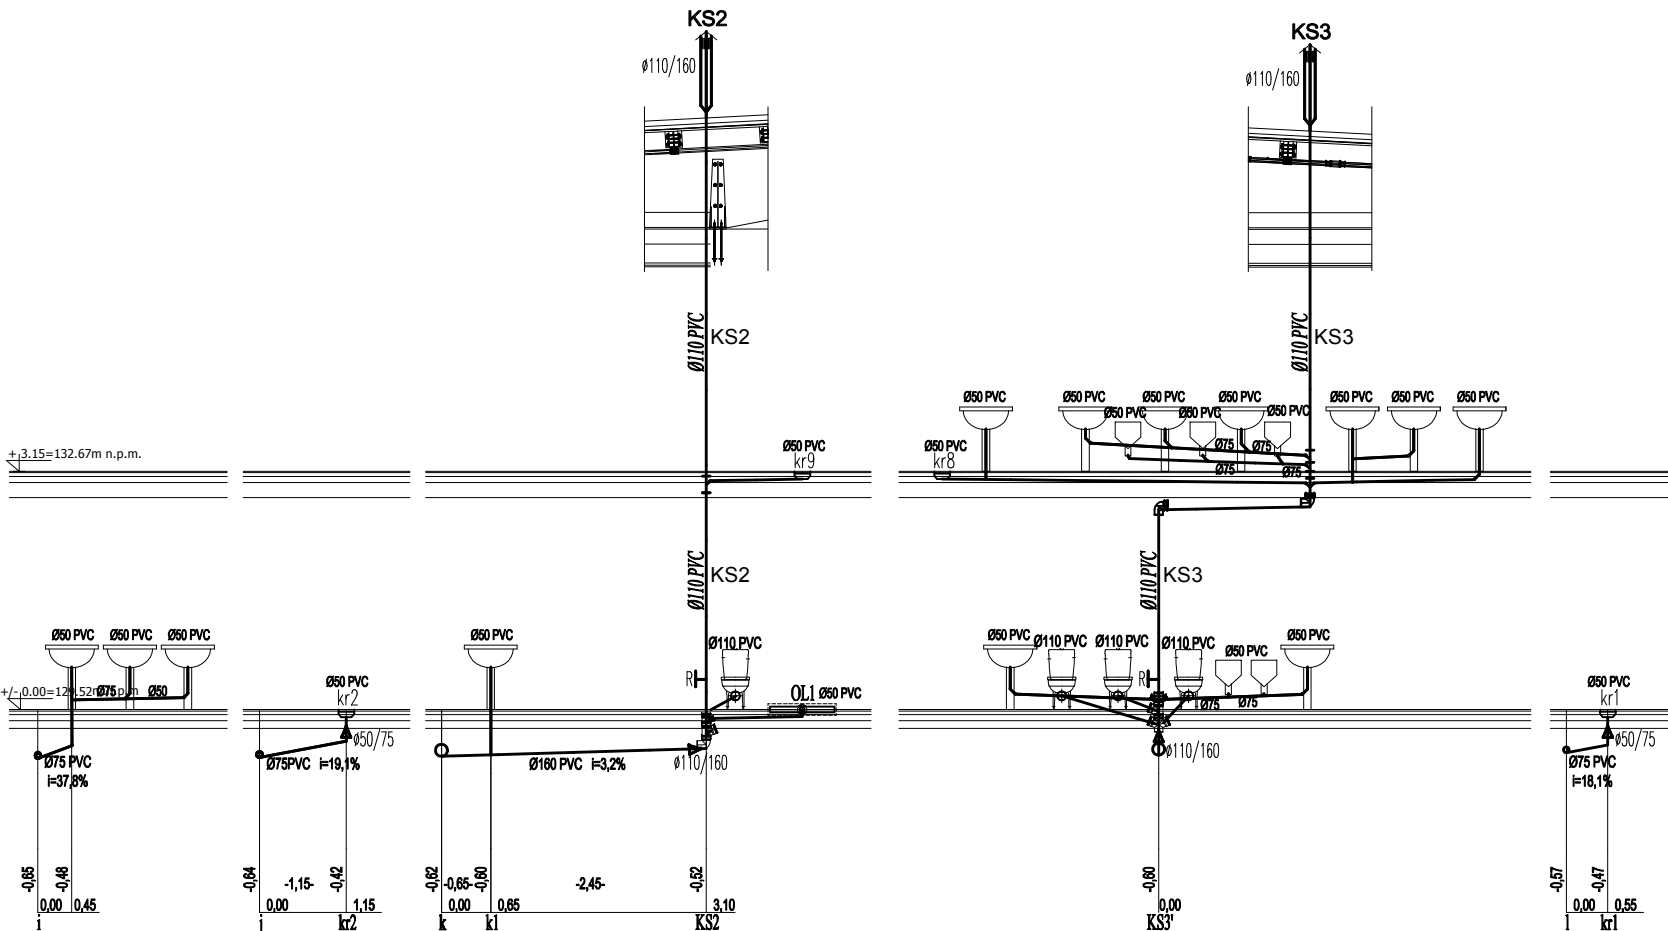 KS2
KS3
ø110/160
ø110/160
Ø110 PVC
KS2
Ø110 PVC
KS3
Ø50 PVC
Ø50 PVC
Ø50 PVC
Ø50 PVC
Ø50 PVC
Ø50 PVC
Ø50 PVC
Ø50 PVC
Ø50 PVC
Ø50 PVC
+ 3.15=132.67m n.p.m.
Ø50 PVC
kr9
Ø50 PVC
kr8
Ø75
Ø75
Ø75
Ø75
Ø110 PVC
KS2
Ø110 PVC
KS3
Ø50 PVC
Ø50 PVC
Ø50 PVC
Ø50 PVC
Ø110 PVC
Ø50 PVC
Ø110 PVC
Ø110 PVC
Ø110 PVC
Ø50 PVC
Ø50 PVC
R
R
+/- 0.00=129.52m n.p.m
Ø75
Ø50
Ø50 PVC
kr2
OL1 Ø50 PVC
Ø75
Ø75
Ø50 PVC
kr1
Ø75 PVC
i=37,8%
ø50/75
Ø75PVC i=19,1%
Ø160 PVC i=3,2%
ø110/160
ø110/160
ø50/75
Ø75 PVC
i=18,1%
-0,65
-0,48
-0,64
-1,15-
-0,42
-0,62
-0,65-
-0,60
-2,45-
-0,52
-0,60
-0,57
-0,47
0,00 0,45
0,00 1,15
0,00 0,65 3,10
0,00
0,00 0,55
i
j kr2
k k1 KS2
KS3'
l kr1